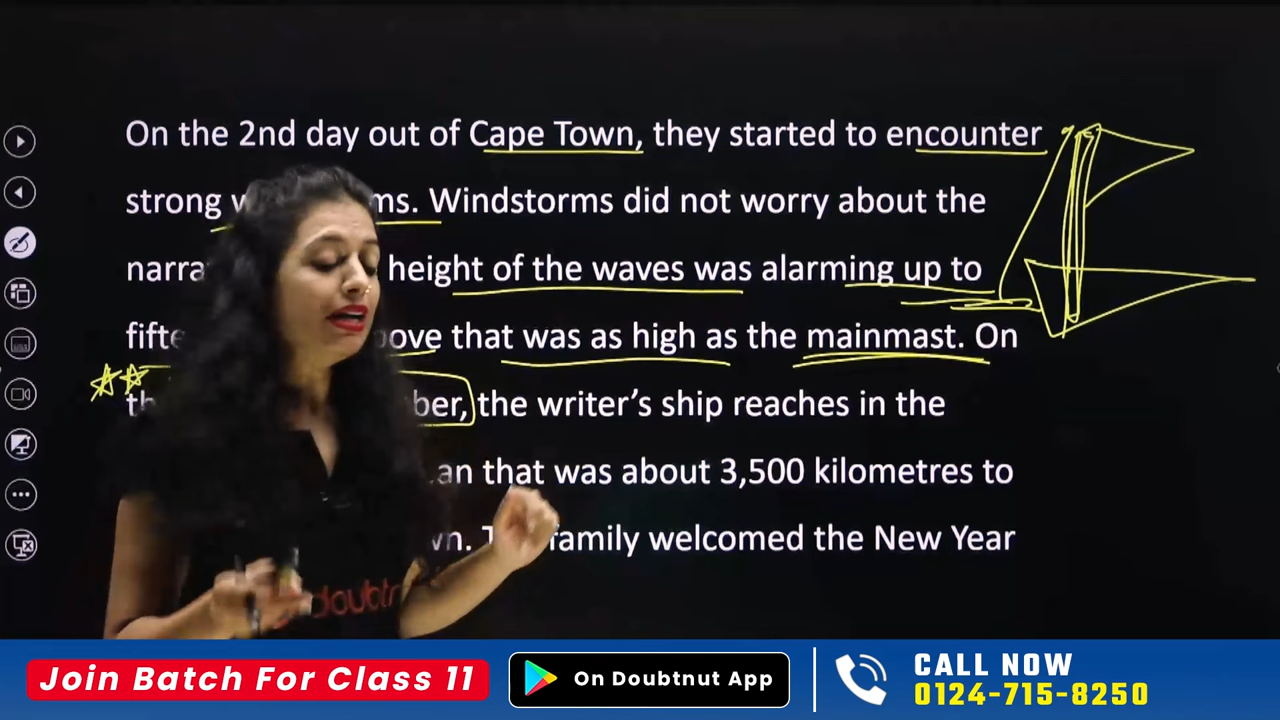 On the 2nd day out of Cape Town, they started to encounter
strong ms. Windstorms did not worry about the
narra height of the waves was alarming up to
fifte ove that was as high as the mainmast. On
th ber, the writer's ship reaches in the
an that was about 3,500 kilometres to
wn. family welcomed the New Year
doubtn
Join Batch For Class 11
On Doubtnut App
CALL NOW
0124-715-8250